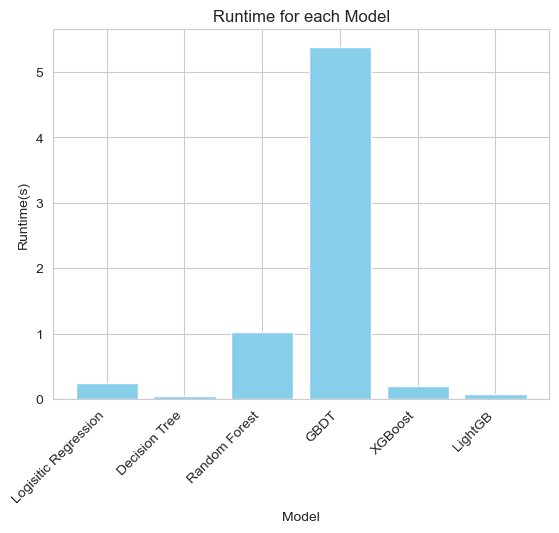 Runtime for each Model
Runtime(s)
5
4
3
2
1
0
Logisitic Regression
Decision Tree
Random Forest
GBDT
XGBoost
LightGB
Model